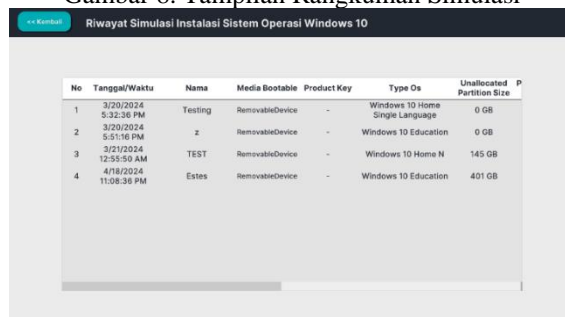 Gambar 8. Tampilan Rangkuman Simulasi
<< Kembali Riwayat Simulasi Instalasi Sistem Operasi Windows 10
No Tanggal/Waktu Nama Media Bootable Product Key Type Os Unallocated Partition Size P
1 3/20/2024 5:32:36 PM Testing RemovableDevice - Windows 10 Home Single Language 0 GB
2 3/20/2024 5:51:16 PM z RemovableDevice - Windows 10 Education 0 GB
3 3/21/2024 12:55:50 AM TEST RemovableDevice - Windows 10 Home N 145 GB
4 4/18/2024 11:08:36 PM Estes RemovableDevice - Windows 10 Education 401 GB